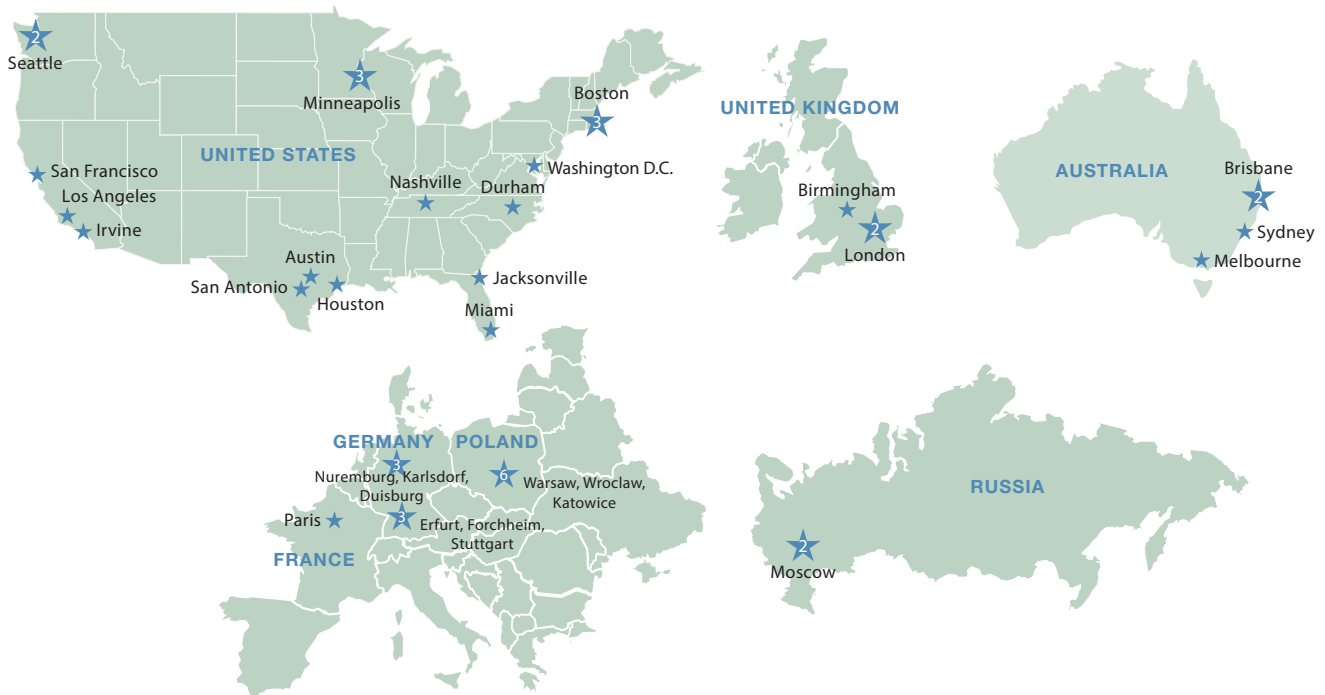 2
Seattle
3
Minneapolis
Boston
3
UNITED STATES
San Francisco
Los Angeles
Irvine
Nashville
Durham
Washington D.C.
Austin
San Antonio
Houston
Jacksonville
Miami
UNITED KINGDOM
Birmingham
2
London
AUSTRALIA
Brisbane
2
Sydney
Melbourne
GERMANY
3
Nuremburg, Karlsdorf,
Duisburg
3
Erfurt, Forchheim,
Stuttgart
POLAND
6
Warsaw, Wroclaw,
Katowice
Paris
FRANCE
RUSSIA
2
Moscow